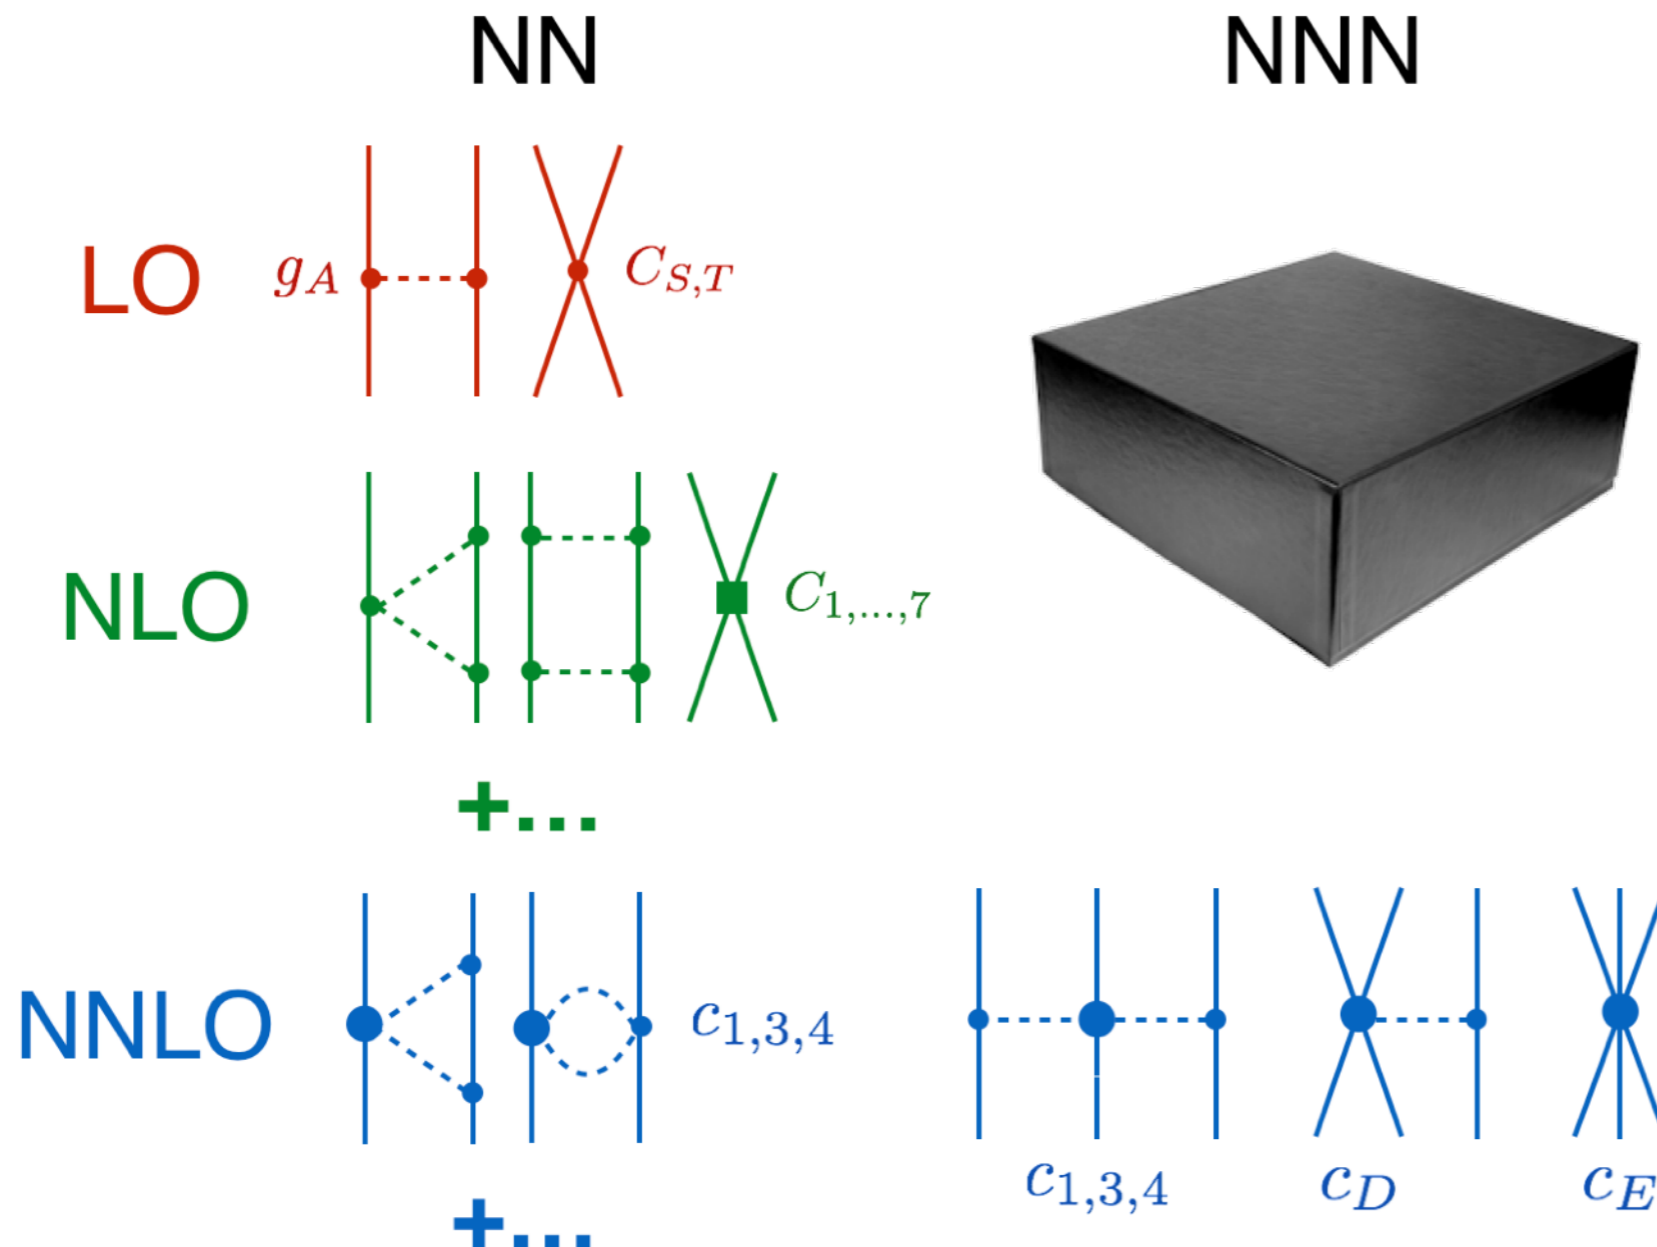 NN NNN
LO g_A C_{S,T}
NLO C_{1,...,7}
+...
NNLO c_{1,3,4}
c_{1,3,4} c_D c_E
+...